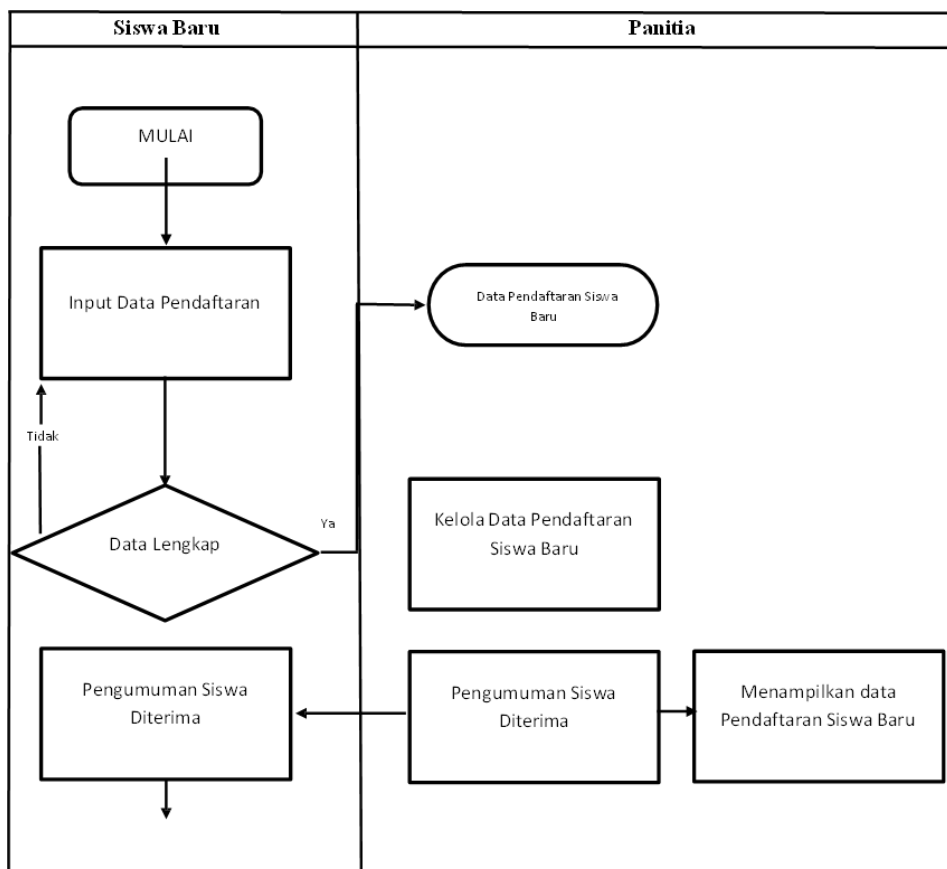 Siswa Baru
Panitia
MULAI
Input Data Pendaftaran
Data Pendaftaran Siswa
Baru
Tidak
Data Lengkap
Ya
Kelola Data Pendaftaran
Siswa Baru
Pengumuman Siswa
Diterima
Pengumuman Siswa
Diterima
Menampilkan data
Pendaftaran Siswa Baru